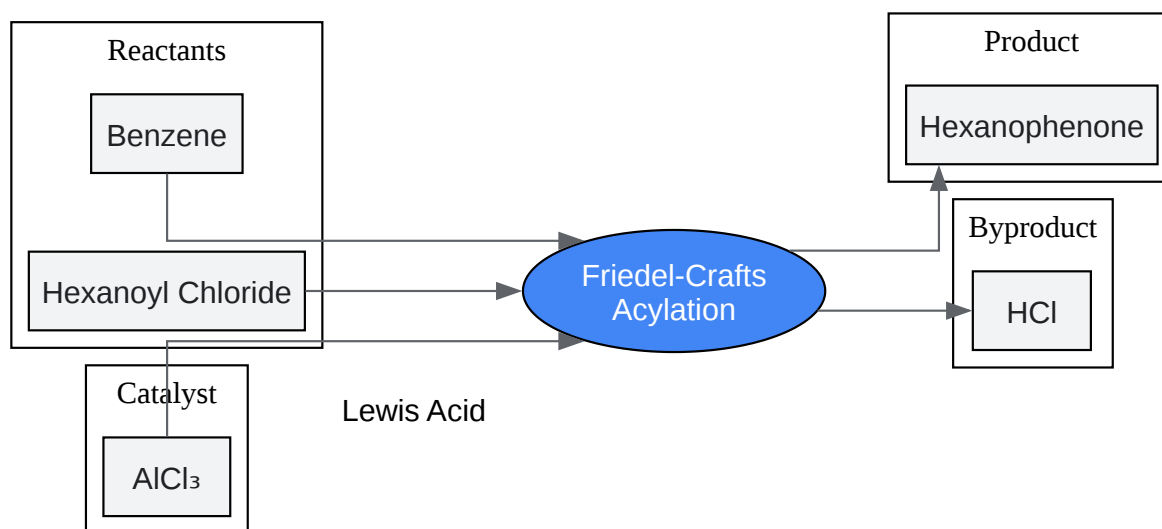 Reactants
Benzene
Hexanoyl Chloride
Catalyst
AlCl₃
Lewis Acid
Friedel-Crafts
Acylation
Product
Hexanophenone
Byproduct
HCl